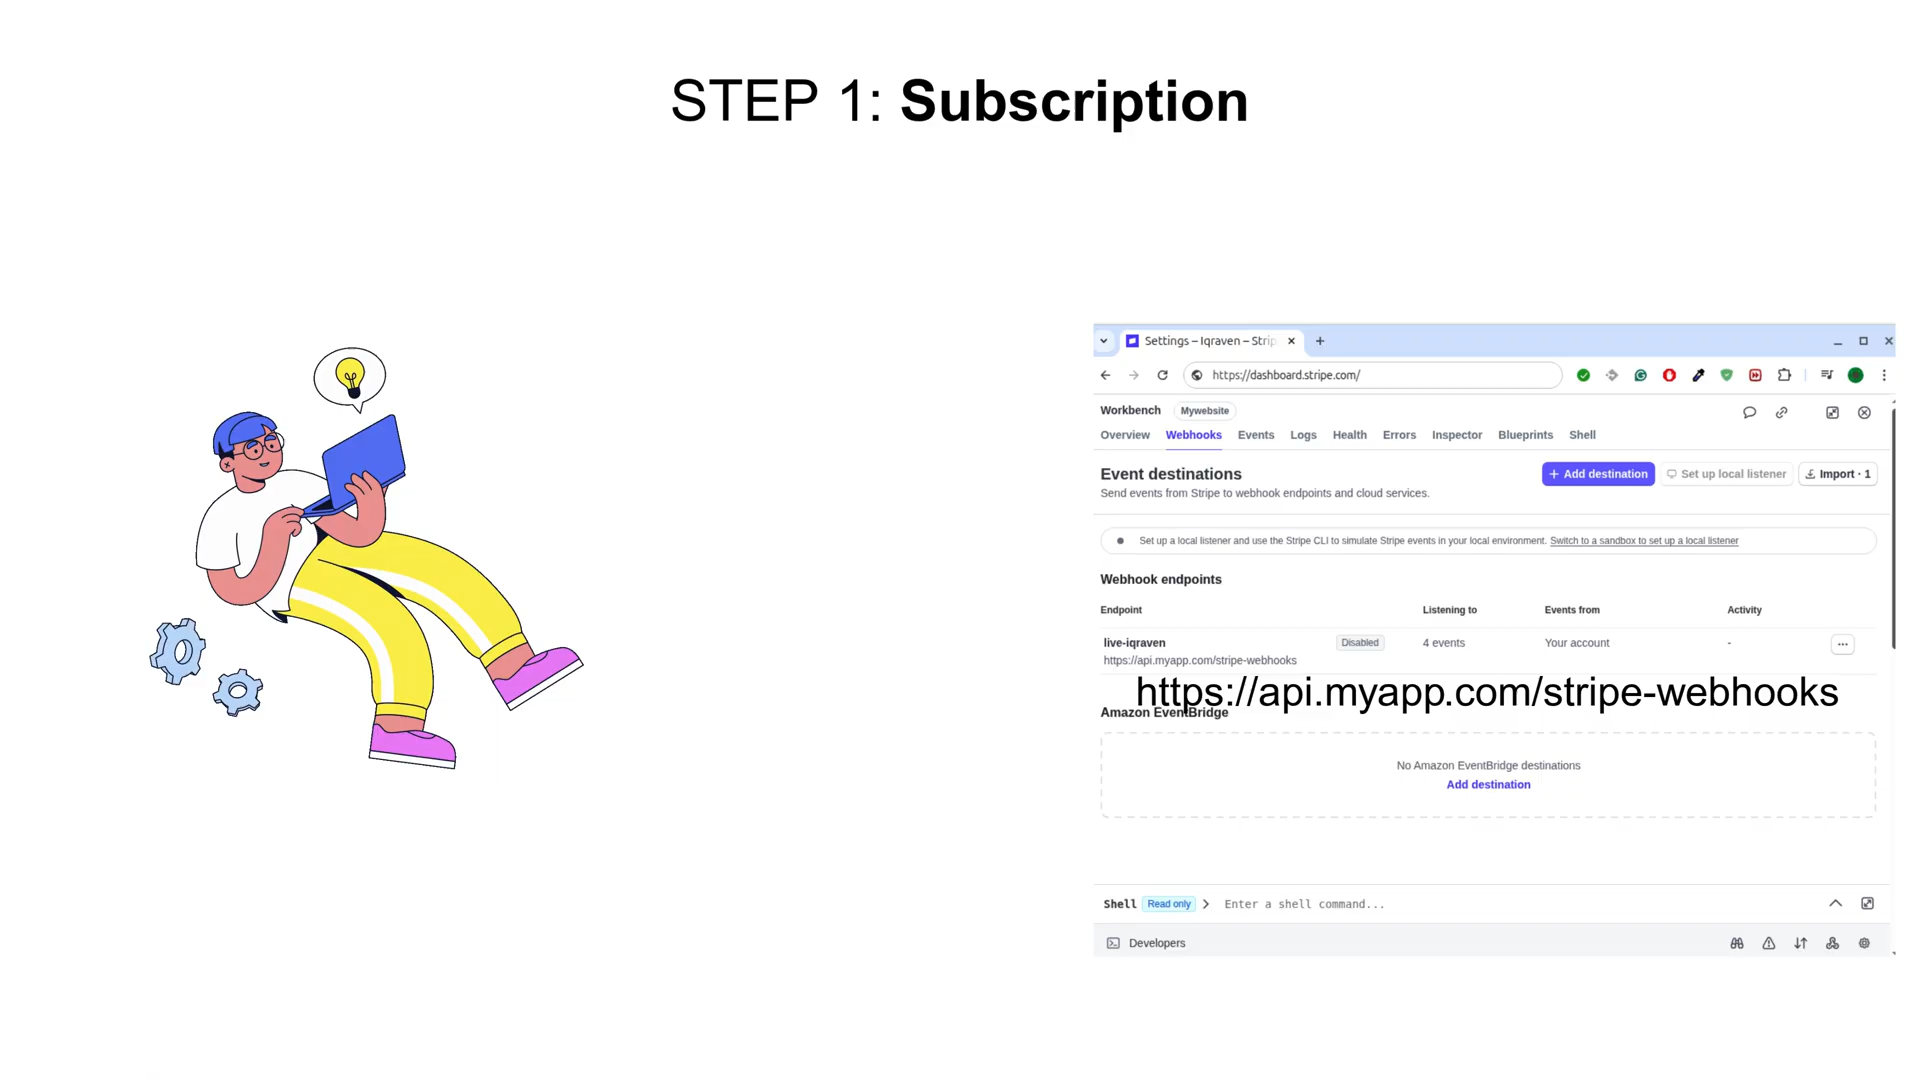 STEP 1: Subscription
Settings – Iqraven – Strip
https://dashboard.stripe.com/
Workbench Mywebsite
Overview Webhooks Events Logs Health Errors Inspector Blueprints Shell
Event destinations
+ Add destination Set up local listener Import · 1
Send events from Stripe to webhook endpoints and cloud services.
Set up a local listener and use the Stripe CLI to simulate Stripe events in your local environment. Switch to a sandbox to set up a local listener
Webhook endpoints
Endpoint Listening to Events from Activity
live-iqraven Disabled 4 events Your account -
https://api.myapp.com/stripe-webhooks
https://api.myapp.com/stripe-webhooks
Amazon EventBridge
No Amazon EventBridge destinations
Add destination
Shell Read only Enter a shell command...
Developers